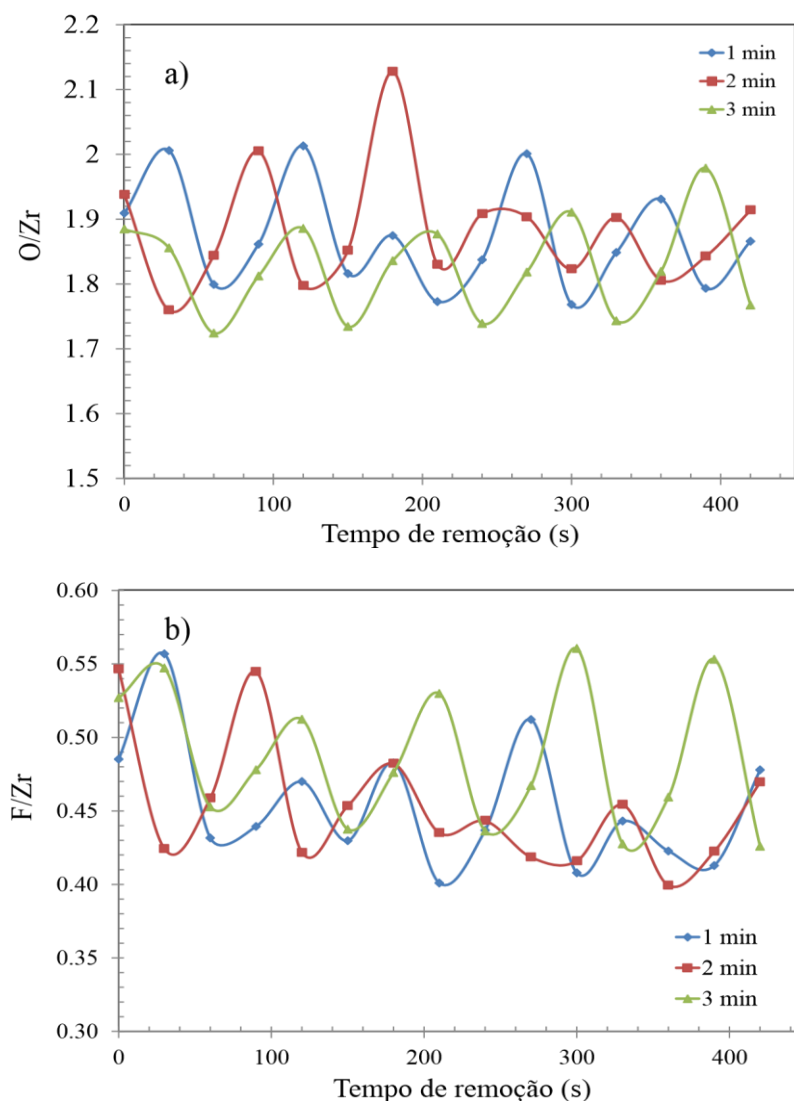 2.2
a)
1 min
2 min
3 min
2.1
2
1.9
O/Zr
1.8
1.7
1.6
1.5
0 100 200 300 400
Tempo de remoção (s)
0.60
b)
0.55
0.50
0.45
F/Zr
0.40
1 min
2 min
3 min
0.35
0.30
0 100 200 300 400
Tempo de remoção (s)